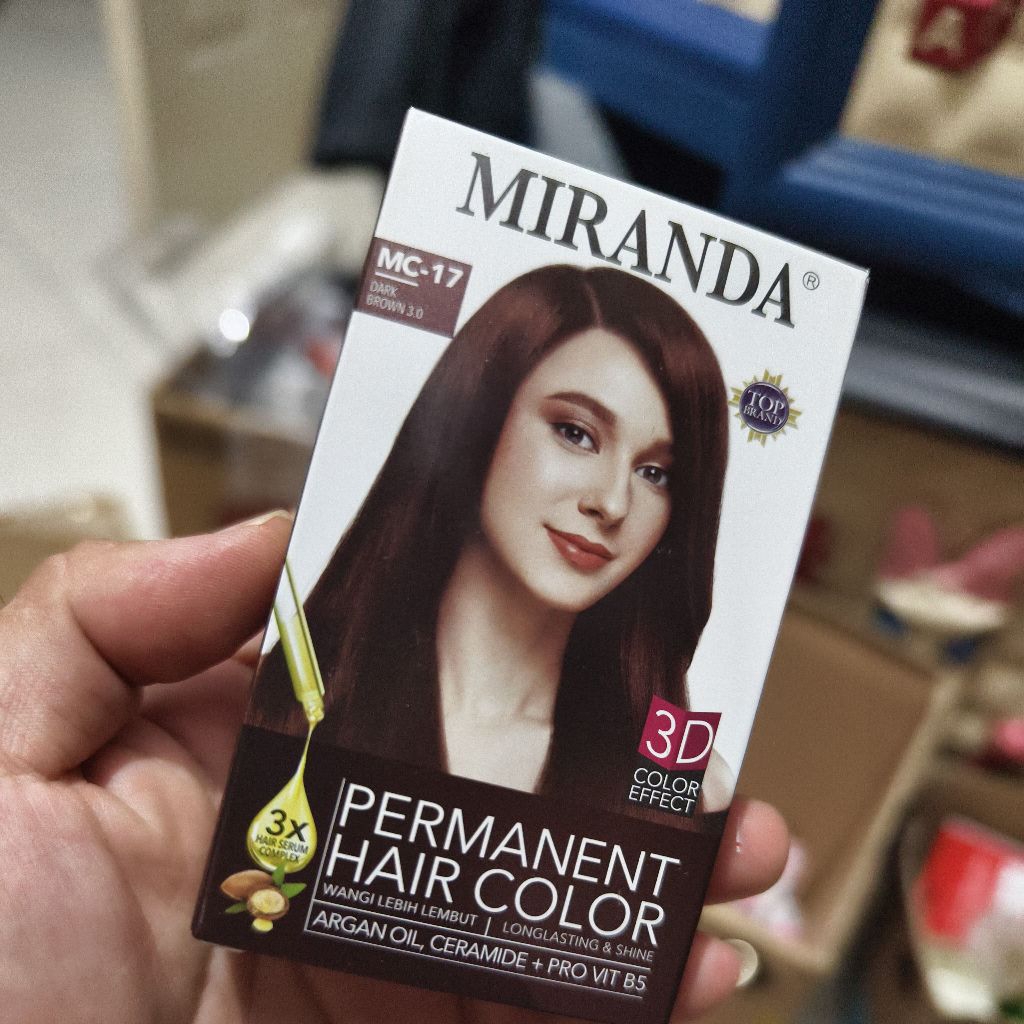 MIRANDA®
MC-17
DARK
BROWN 3.0
TOP
BRAND
3D
COLOR
EFFECT
3X
HAIR SERUM
COMPLEX
PERMANENT
HAIR COLOR
WANGI LEBIH LEMBUT | LONGLASTING & SHINE
ARGAN OIL, CERAMIDE + PRO VIT B5
A